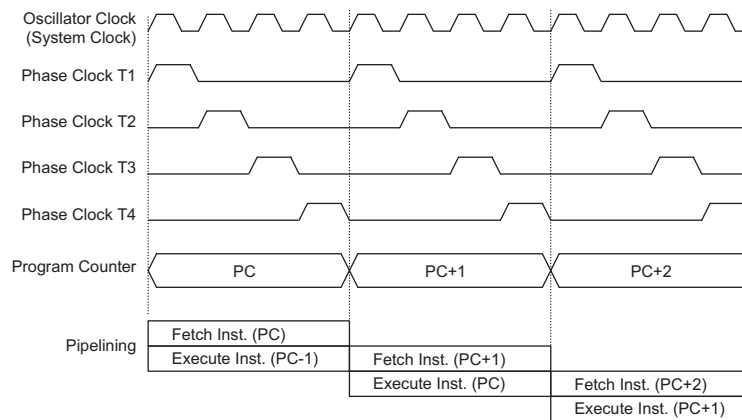 Oscillator Clock
(System Clock)
Phase Clock T1
Phase Clock T2
Phase Clock T3
Phase Clock T4
Program Counter
PC
PC+1
PC+2
Pipelining
Fetch Inst. (PC)
Execute Inst. (PC-1)
Fetch Inst. (PC+1)
Execute Inst. (PC)
Fetch Inst. (PC+2)
Execute Inst. (PC+1)